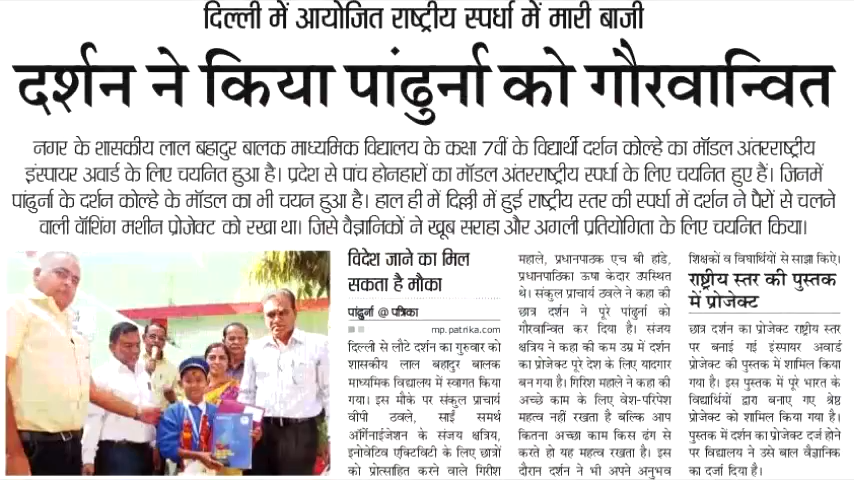 दिल्ली में आयोजित राष्ट्रीय स्पर्धा में मारी बाजी
दर्शन ने किया पांढुर्ना को गौरवान्वित
नगर के शासकीय लाल बहादुर बालक माध्यमिक विद्यालय के कक्षा 7वीं के विद्यार्थी दर्शन कोल्हे का मॉडल अंतरराष्ट्रीय
इंस्पायर अवार्ड के लिए चयनित हुआ है। प्रदेश से पांच होनहारों का मॉडल अंतरराष्ट्रीय स्पर्धा के लिए चयनित हुए हैं। जिनमें
पांढुर्ना के दर्शन कोल्हे के मॉडल का भी चयन हुआ है। हाल ही में दिल्ली में हुई राष्ट्रीय स्तर की स्पर्धा में दर्शन ने पैरों से चलने
वाली वॉशिंग मशीन प्रोजेक्ट को रखा था। जिसे वैज्ञानिकों ने खूब सराहा और अगली प्रतियोगिता के लिए चयनित किया।
विदेश जाने का मिल
सकता है मौका
पांढुर्ना @ पत्रिका
mp.patrika.com
दिल्ली से लौटे दर्शन का गुरुवार को
शासकीय लाल बहादुर बालक
माध्यमिक विद्यालय में स्वागत किया
गया। इस मौके पर संकुल प्राचार्य
वीपी ठवले, साईं समर्थ
ऑर्गिनाईजेशन के संजय क्षत्रिय,
इनोवेटिव एक्टिविटी के लिए छात्रों
को प्रोत्साहित करने वाले गिरीश
महाले, प्रधानपाठक एच बी हांडे,
प्रधानपाठिका ऊषा केदार उपस्थित
थे। संकुल प्राचार्य ठवले ने कहा की
छात्र दर्शन ने पूरे पांढुर्ना को
गौरवान्वित कर दिया है। संजय
क्षत्रिय ने कहा की कम उम्र में दर्शन
का प्रोजेक्ट पूरे देश के लिए यादगार
बन गया है। गिरिश महाले ने कहा की
अच्छे काम के लिए वेश-परिपेश
महत्व नहीं रखता है बल्कि आप
कितना अच्छा काम किस ढंग से
करते हो यह महत्व रखता है। इस
दौरान दर्शन ने भी अपने अनुभव
शिक्षकों व विघार्थियों से साझा किए।
राष्ट्रीय स्तर की पुस्तक
में प्रोजेक्ट
छात्र दर्शन का प्रोजेक्ट राष्ट्रीय स्तर
पर बनाई गई इंस्पायर अवार्ड
प्रोजेक्ट की पुस्तक में शामिल किया
गया है। इस पुस्तक में पूरे भारत के
विद्यार्थियों द्वारा बनाए गए श्रेष्ठ
प्रोजेक्ट को शामिल किया गया है।
पुस्तक में दर्शन का प्रोजेक्ट दर्ज होने
पर विद्यालय ने उसे बाल वैज्ञानिक
का दर्जा दिया है।